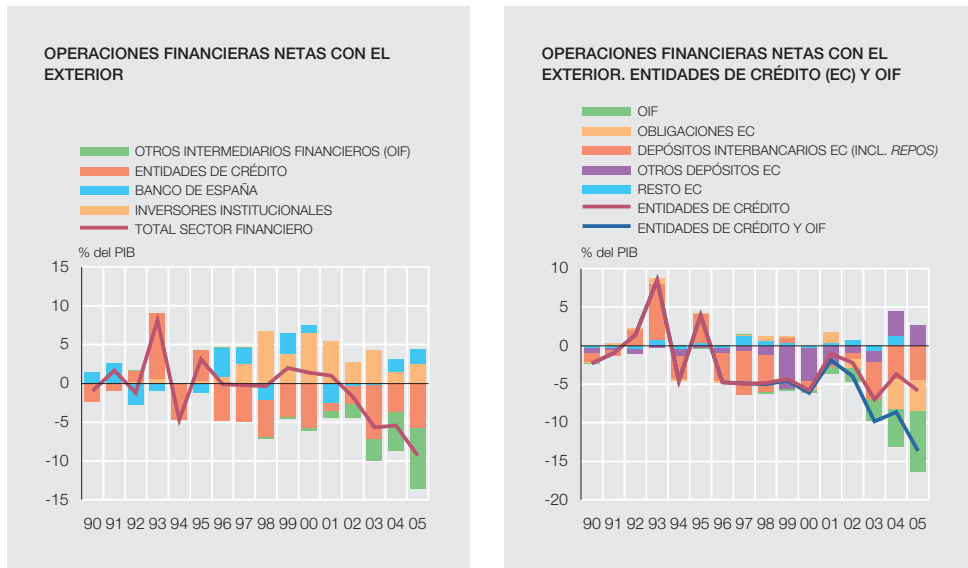 OPERACIONES FINANCIERAS NETAS CON EL
EXTERIOR
OTROS INTERMEDIARIOS FINANCIEROS (OIF)
ENTIDADES DE CRÉDITO
BANCO DE ESPAÑA
INVERSORES INSTITUCIONALES
TOTAL SECTOR FINANCIERO
% del PIB
15
10
5
0
-5
-10
-15
90 91 92 93 94 95 96 97 98 99 00 01 02 03 04 05
OPERACIONES FINANCIERAS NETAS CON EL
EXTERIOR. ENTIDADES DE CRÉDITO (EC) Y OIF
OIF
OBLIGACIONES EC
DEPÓSITOS INTERBANCARIOS EC (INCL. REPOS)
OTROS DEPÓSITOS EC
RESTO EC
ENTIDADES DE CRÉDITO
ENTIDADES DE CRÉDITO Y OIF
% del PIB
10
5
0
-5
-10
-15
-20
90 91 92 93 94 95 96 97 98 99 00 01 02 03 04 05